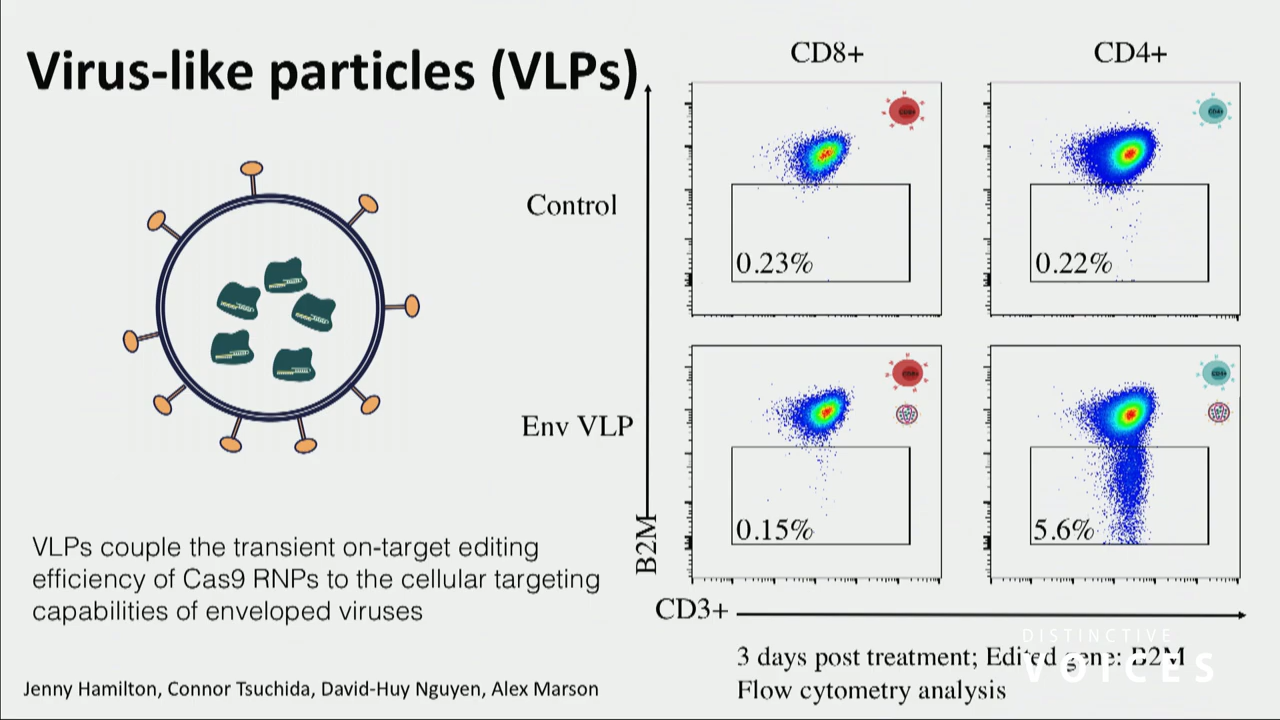 Virus-like particles (VLPs)
CD8+
CD4+
Control
0.23%
0.22%
Env VLP
0.15%
5.6%
B2M
CD3+
VLPs couple the transient on-target editing
efficiency of Cas9 RNPs to the cellular targeting
capabilities of enveloped viruses
3 days post treatment; Edited gene: B2M
Flow cytometry analysis
Jenny Hamilton, Connor Tsuchida, David-Huy Nguyen, Alex Marson
DISTINCTIVE
VOICES